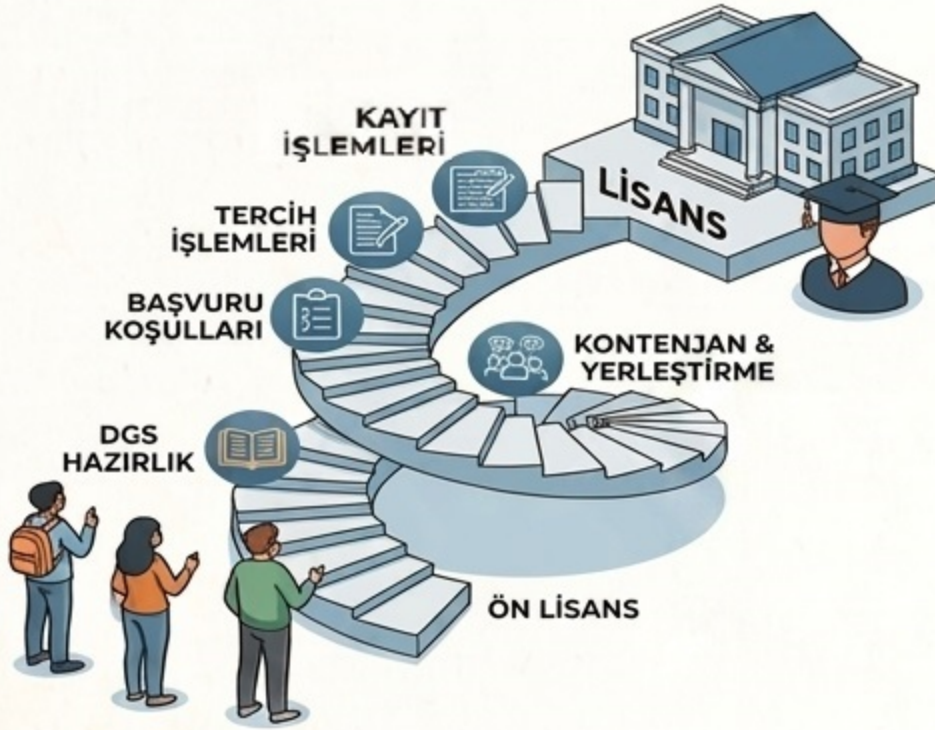 KAYIT
İŞLEMLERİ
TERCİH
İŞLEMLERİ
BAŞVURU
KOŞULLARI
LİSANS
KONTENJAN &
YERLEŞTİRME
DGS
HAZIRLIK
ÖN LİSANS